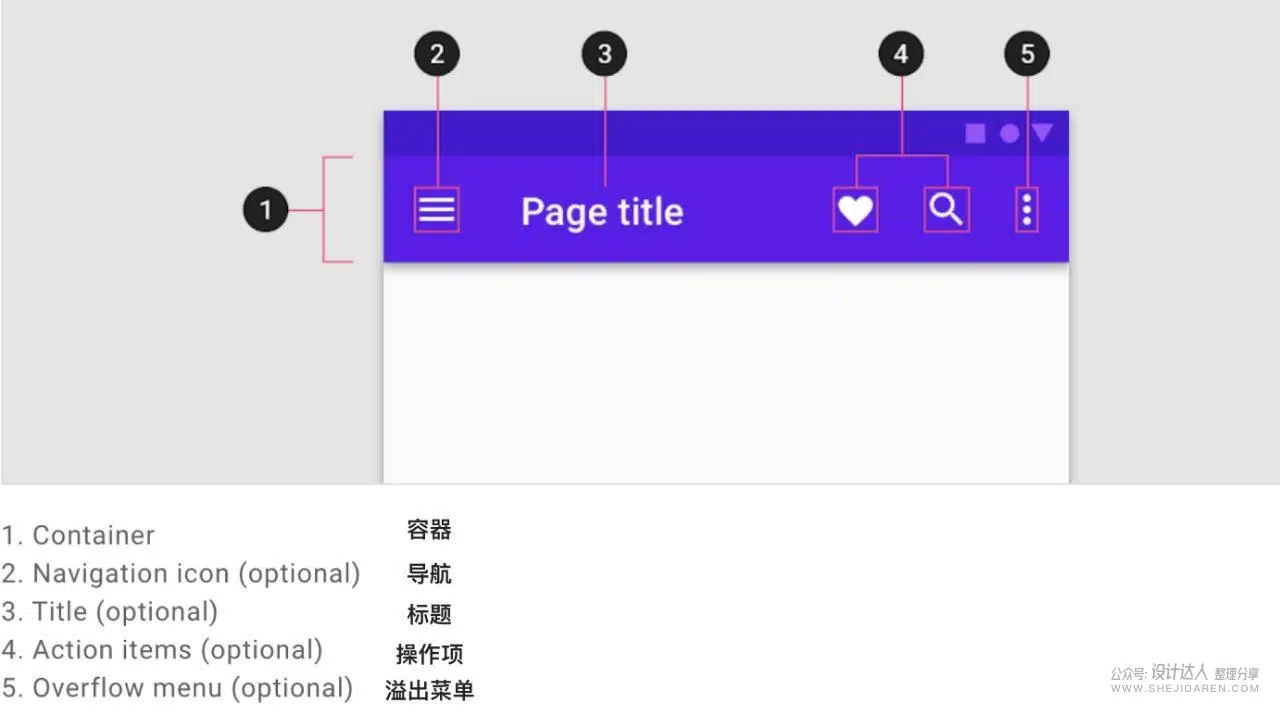 2
3
4
5
1
Page title
1. Container 容器
2. Navigation icon (optional) 导航
3. Title (optional) 标题
4. Action items (optional) 操作项
5. Overflow menu (optional) 溢出菜单
公众号: 设计达人 整理分享
WWW.SHEJIDAREN.COM